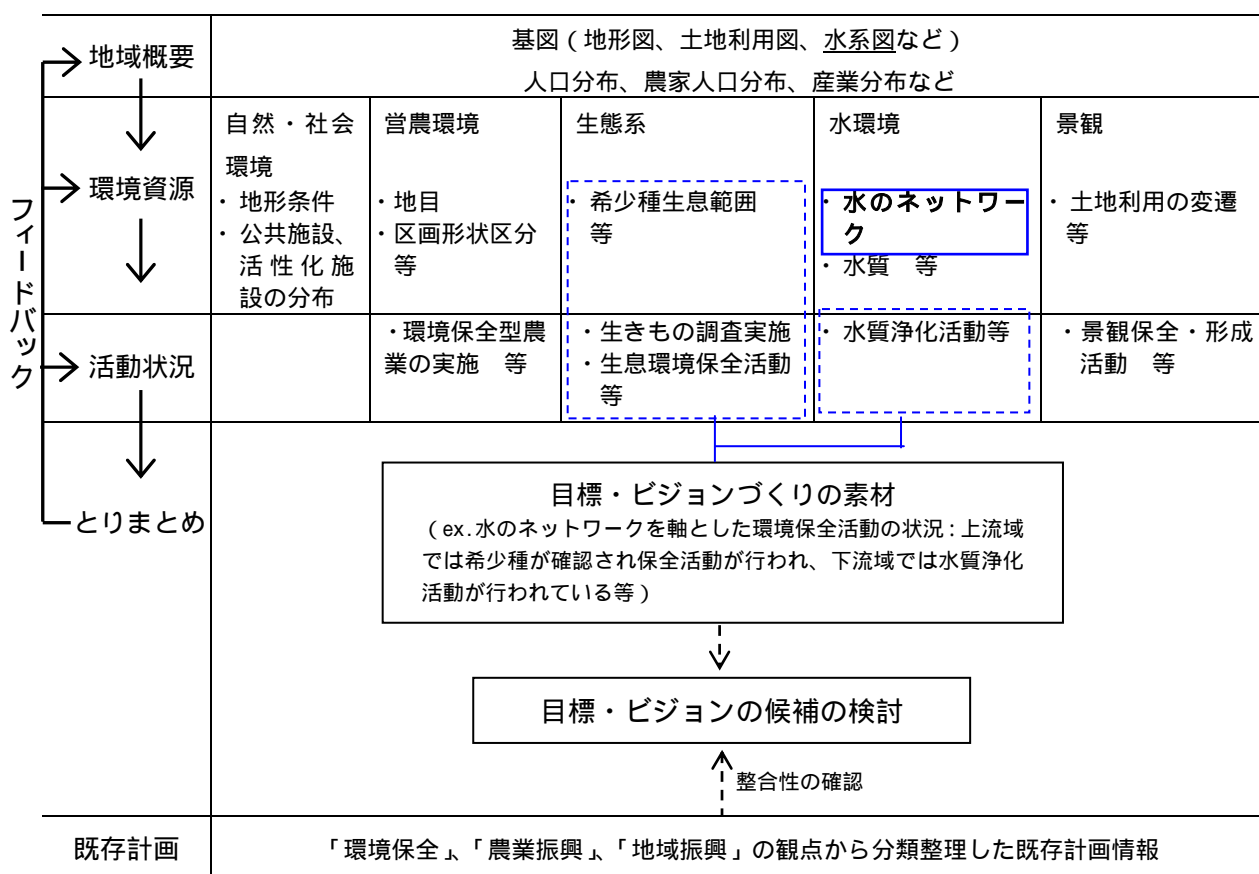 地域概要
基図（地形図、土地利用図、水系図など）
人口分布、農家人口分布、産業分布など
フィードバック
環境資源
自然・社会
環境
・ 地形条件
・ 公共施設、
活性化施
設の分布
営農環境
・地目
・区画形状区分
等
生態系
・ 希少種生息範囲
等
水環境
・ 水のネットワー
ク
・ 水質　等
景観
・ 土地利用の変遷
等
活動状況
・環境保全型農
業の実施　等
・生きもの調査実施
・生息環境保全活動
等
・ 水質浄化活動等
・景観保全・形成
活動　等
とりまとめ
目標・ビジョンづくりの素材
（ex.水のネットワークを軸とした環境保全活動の状況：上流域
では希少種が確認され保全活動が行われ、下流域では水質浄化
活動が行われている等）
目標・ビジョンの候補の検討
整合性の確認
既存計画
「環境保全」、「農業振興」、「地域振興」の観点から分類整理した既存計画情報